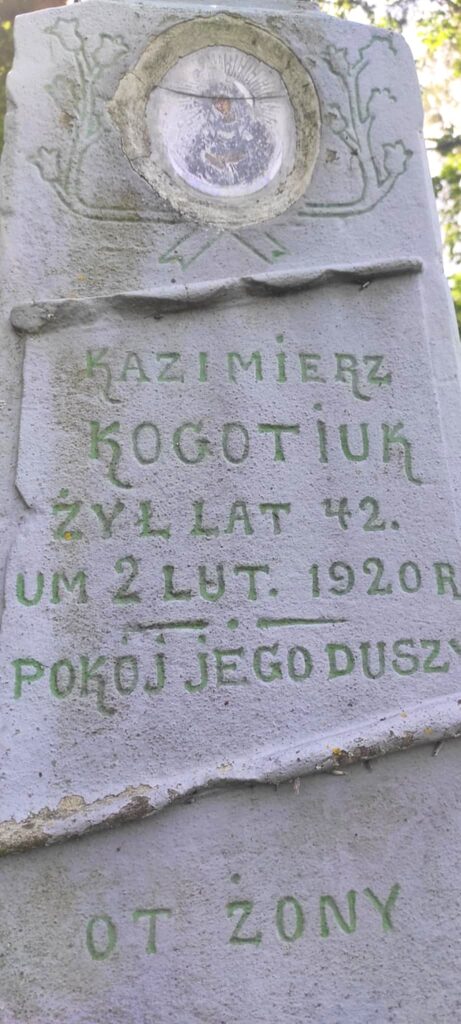 KAZIMIERZ
KOGOTIUK
ŻYŁ LAT 42.
UM 2 LUT. 1920 R
POKÓJ JEGO DUSZY
OT ŻONY